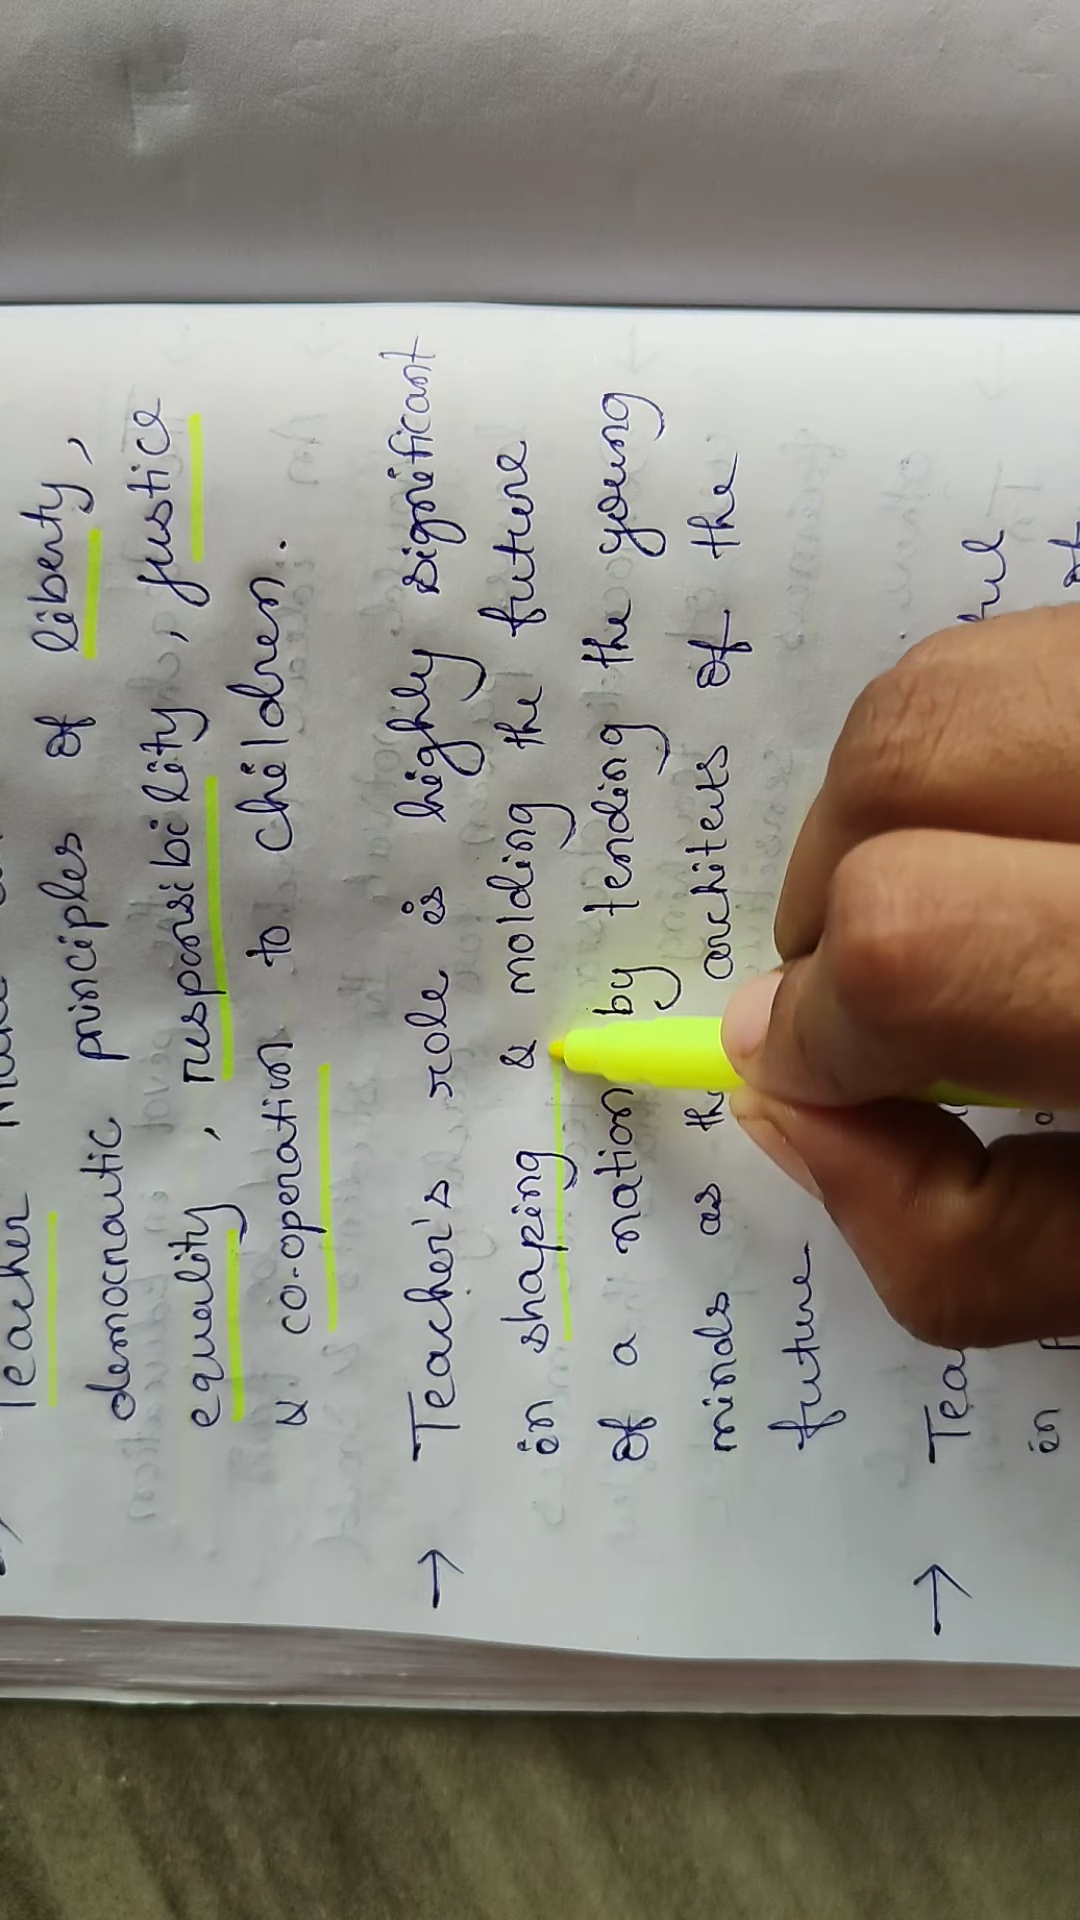 Teacher
democratic principles of liberty,
equality, responsibility, justice
& co-operation to children.
→ Teacher's role is highly significant
in shaping & molding the future
of a nation by tending the young
minds as the architects of the
future
→
in of